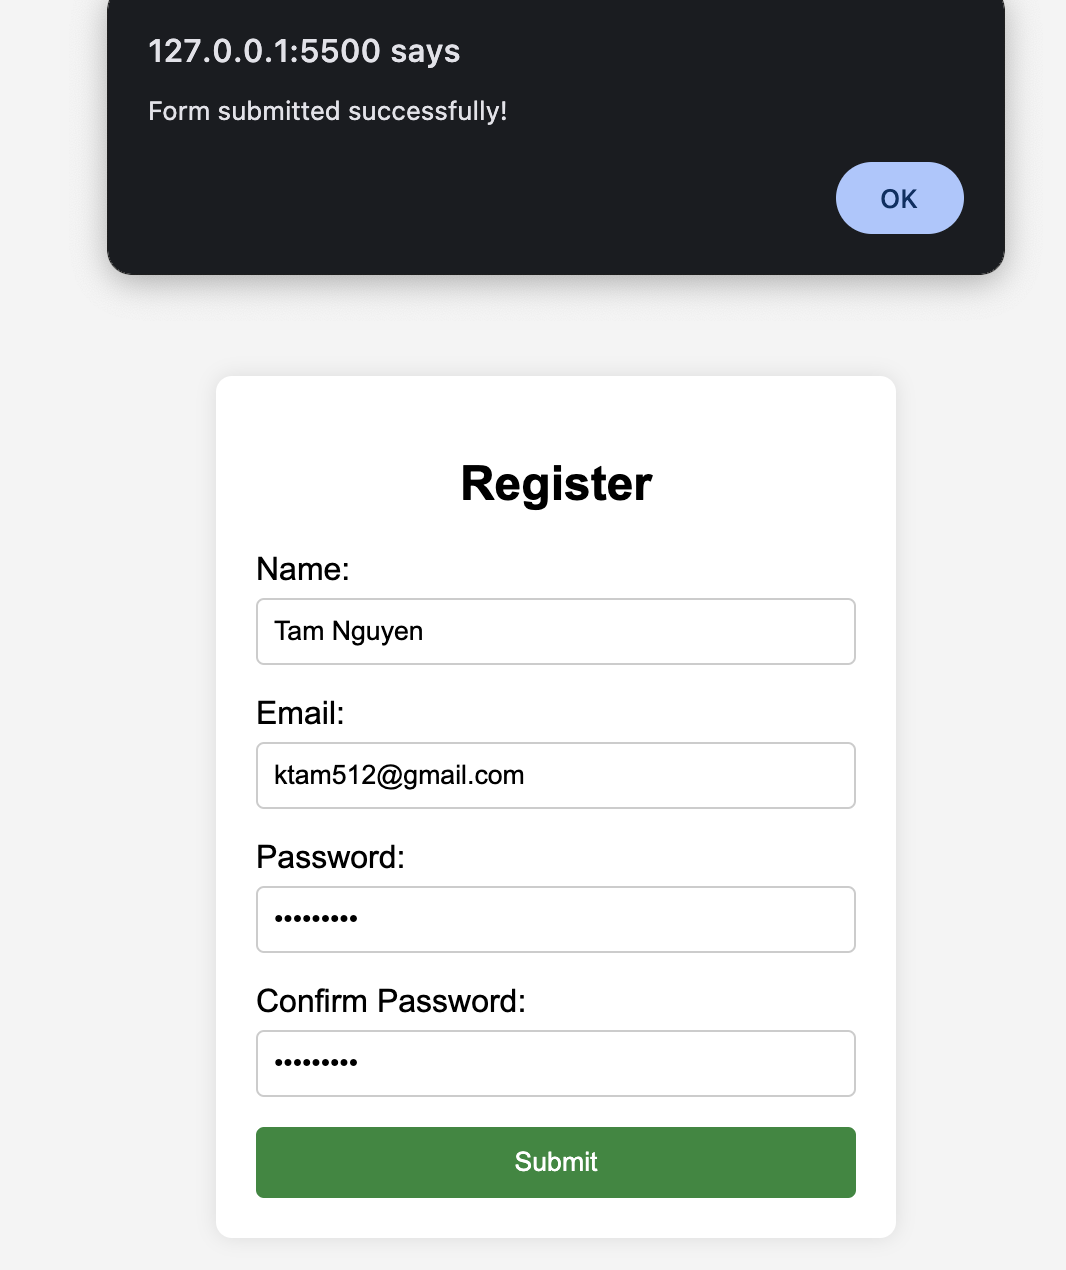 127.0.0.1:5500 says
Form submitted successfully!
OK
Register
Name:
Tam Nguyen
Email:
ktam512@gmail.com
Password:
•••••••••
Confirm Password:
•••••••••
Submit